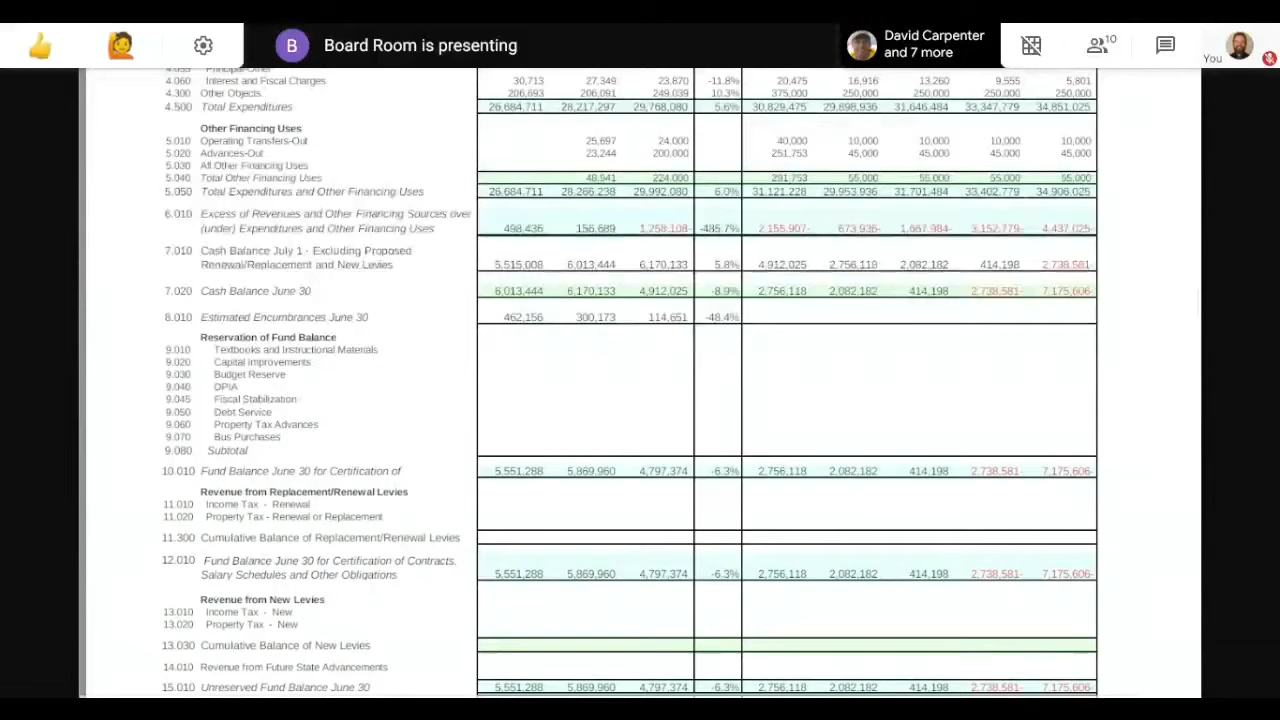 B Board Room is presenting
David Carpenter
and 7 more
10
You
4.060 Interest and Fiscal Charges 30,713 27,349 23,870 -11.8% 20,475 16,916 13,260 9,555 5,801
4.300 Other Objects 206,693 206,091 249,039 10.3% 375,000 250,000 250,000 250,000 250,000
4.500 Total Expenditures 26,684,711 28,217,297 29,768,080 5.6% 30,829,475 29,898,936 31,646,484 33,347,779 34,851,025
Other Financing Uses
5.010 Operating Transfers-Out 25,697 24,000 40,000 10,000 10,000 10,000 10,000
5.020 Advances-Out 23,244 200,000 251,753 45,000 45,000 45,000 45,000
5.030 All Other Financing Uses
5.040 Total Other Financing Uses 48,941 224,000 291,753 55,000 55,000 55,000 55,000
5.050 Total Expenditures and Other Financing Uses 26,684,711 28,266,238 29,992,080 6.0% 31,121,228 29,953,936 31,701,484 33,402,779 34,906,025
6.010 Excess of Revenues and Other Financing Sources over
(under) Expenditures and Other Financing Uses 498,436 156,689 1,258,108- -485.7% 2,155,907- 673,936- 1,667,984- 3,152,779- 4,437,025-
7.010 Cash Balance July 1 - Excluding Proposed
Renewal/Replacement and New Levies 5,515,008 6,013,444 6,170,133 5.8% 4,912,025 2,756,118 2,082,182 414,198 2,738,581-
7.020 Cash Balance June 30 6,013,444 6,170,133 4,912,025 -8.9% 2,756,118 2,082,182 414,198 2,738,581- 7,175,606-
8.010 Estimated Encumbrances June 30 462,156 300,173 114,651 -48.4%
Reservation of Fund Balance
9.010 Textbooks and Instructional Materials
9.020 Capital Improvements
9.030 Budget Reserve
9.040 DPIA
9.045 Fiscal Stabilization
9.050 Debt Service
9.060 Property Tax Advances
9.070 Bus Purchases
9.080 Subtotal
10.010 Fund Balance June 30 for Certification of 5,551,288 5,869,960 4,797,374 -6.3% 2,756,118 2,082,182 414,198 2,738,581- 7,175,606-
Revenue from Replacement/Renewal Levies
11.010 Income Tax - Renewal
11.020 Property Tax - Renewal or Replacement
11.300 Cumulative Balance of Replacement/Renewal Levies
12.010 Fund Balance June 30 for Certification of Contracts,
Salary Schedules and Other Obligations 5,551,288 5,869,960 4,797,374 -6.3% 2,756,118 2,082,182 414,198 2,738,581- 7,175,606-
Revenue from New Levies
13.010 Income Tax - New
13.020 Property Tax - New
13.030 Cumulative Balance of New Levies
14.010 Revenue from Future State Advancements
15.010 Unreserved Fund Balance June 30 5,551,288 5,869,960 4,797,374 -6.3% 2,756,118 2,082,182 414,198 2,738,581- 7,175,606-